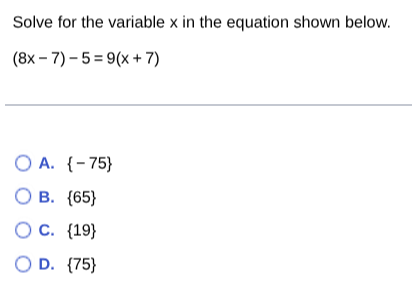 Solve for the variable x in the equation shown below.
(8x − 7) − 5 = 9(x + 7)
A. {− 75}
B. {65}
C. {19}
D. {75}